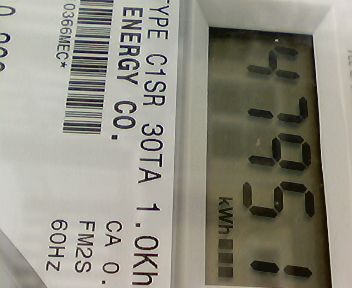 47951
kWh
TYPE C1SR 30TA 1.0Kh
ENERGY CO.
CA 0.
FM2S
60HZ
0366MEC*